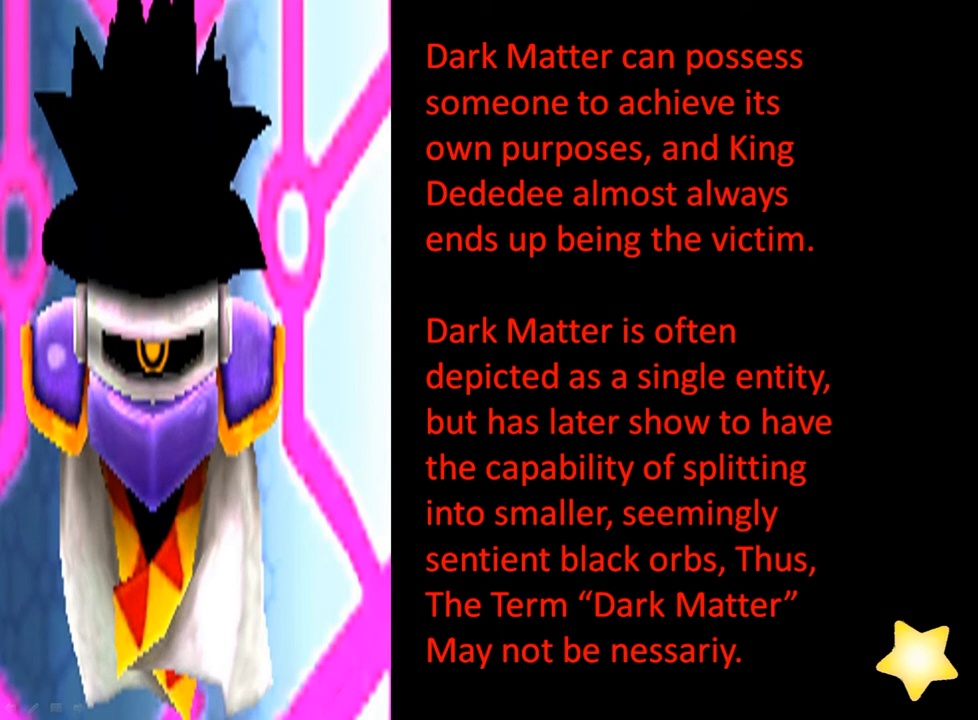 Dark Matter can possess
someone to achieve its
own purposes, and King
Dededee almost always
ends up being the victim.
Dark Matter is often
depicted as a single entity,
but has later show to have
the capability of splitting
into smaller, seemingly
sentient black orbs, Thus,
The Term “Dark Matter”
May not be nessariy.